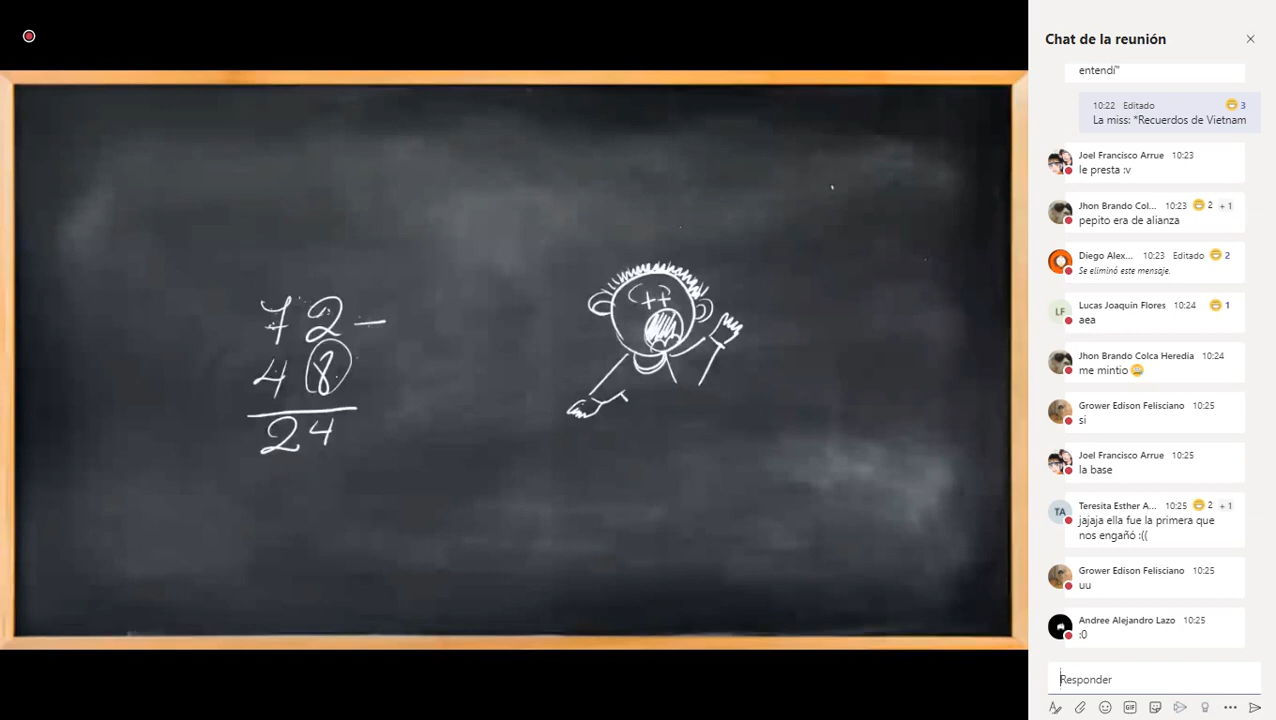 72-
48
24
Chat de la reunión
entendí"
10:22 Editado 3
La miss: *Recuerdos de Vietnam
Joel Francisco Arrue 10:23
le presta :v
Jhon Brando Col... 10:23 2 +1
pepito era de alianza
Diego Alex... 10:23 Editado 2
Se eliminó este mensaje.
LF
Lucas Joaquín Flores 10:24 1
aea
Jhon Brando Colca Heredia 10:24
me mintio
Grower Edison Felisciano 10:25
si
Joel Francisco Arrue 10:25
la base
TA
Teresita Esther A... 10:25 2 +1
jajaja ella fue la primera que
nos engañó :((
Grower Edison Felisciano 10:25
uu
Andree Alejandro Lazo 10:25
:0
Responder
GIF